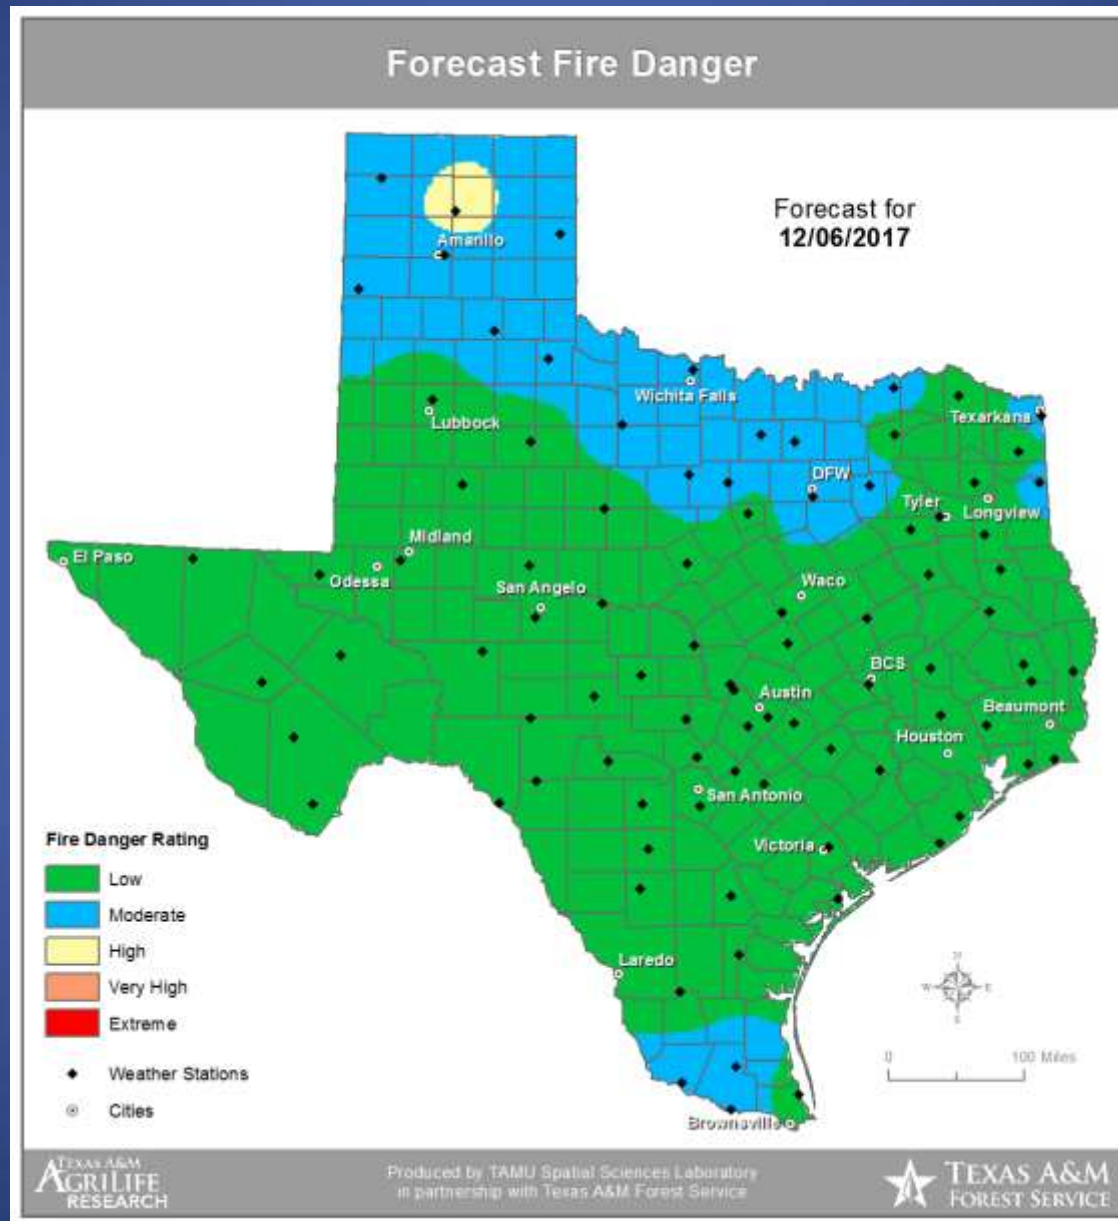 Forecast Fire Danger
Forecast for
12/06/2017
Amarillo
Wichita Falls
Lubbock
Texarkana
DFW
Tyler
Longview
Midland
El Paso
Odessa
San Angelo
Waco
BCS
Austin
Beaumont
Houston
San Antonio
Victoria
Laredo
Brownsville
Fire Danger Rating
Low
Moderate
High
Very High
Extreme
Weather Stations
Cities
N
W E
S
0 100 Miles
TEXAS A&M
AGRILIFE
RESEARCH
Produced by TAMU Spatial Sciences Laboratory
in partnership with Texas A&M Forest Service
TEXAS A&M
FOREST SERVICE